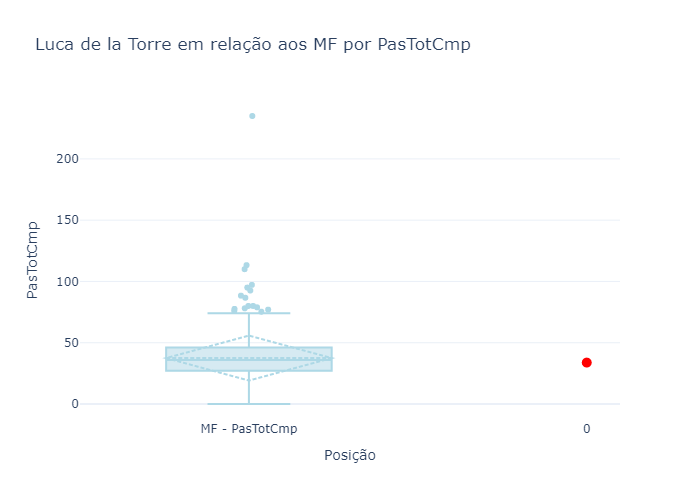 Luca de la Torre em relação aos MF por PasTotCmp
PasTotCmp
200
150
100
50
0
MF - PasTotCmp
0
Posição